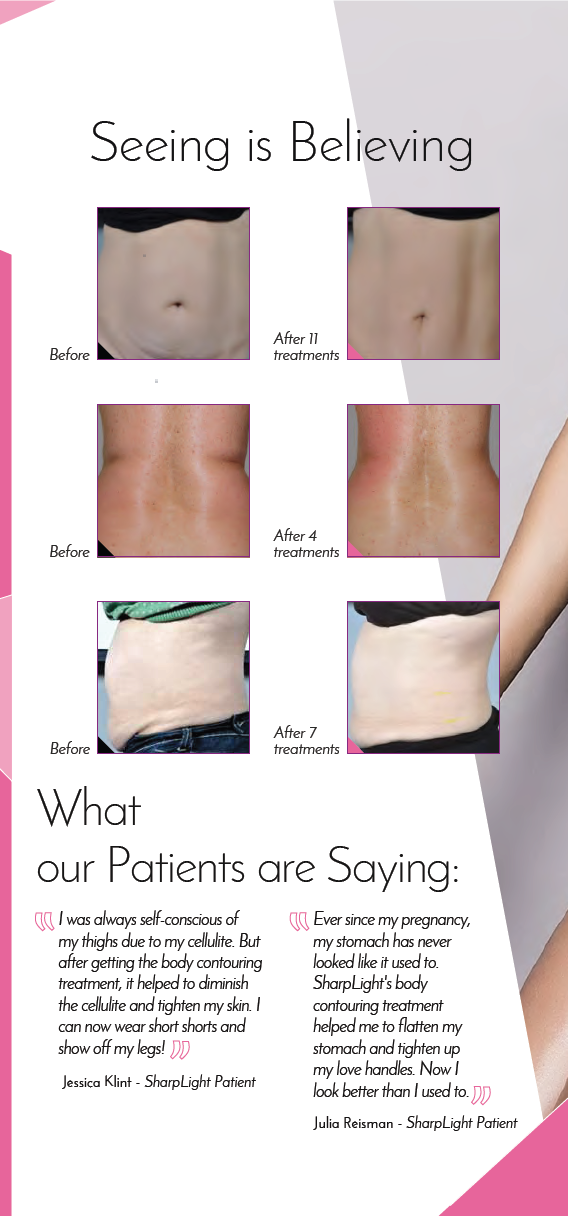 Seeing is Believing
Before
After 11
treatments
Before
After 4
treatments
Before
After 7
treatments
What
our Patients are Saying:
I was always self-conscious of
my thighs due to my cellulite. But
after getting the body contouring
treatment, it helped to diminish
the cellulite and tighten my skin. I
can now wear short shorts and
show off my legs!
Jessica Klint - SharpLight Patient
Ever since my pregnancy,
my stomach has never
looked like it used to.
SharpLight's body
contouring treatment
helped me to flatten my
stomach and tighten up
my love handles. Now I
look better than I used to.
Julia Reisman - SharpLight Patient